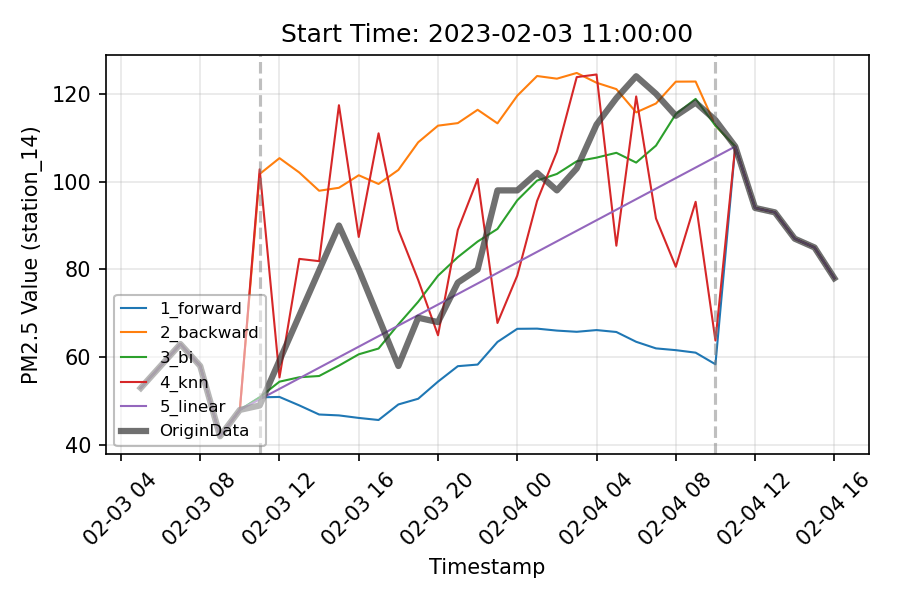 Start Time: 2023-02-03 11:00:00
PM2.5 Value (station_14)
120
100
80
60
40
1_forward
2_backward
3_bi
4_knn
5_linear
OriginData
02-03 04
02-03 08
02-03 12
02-03 16
02-03 20
02-04 00
02-04 04
02-04 08
02-04 12
02-04 16
Timestamp